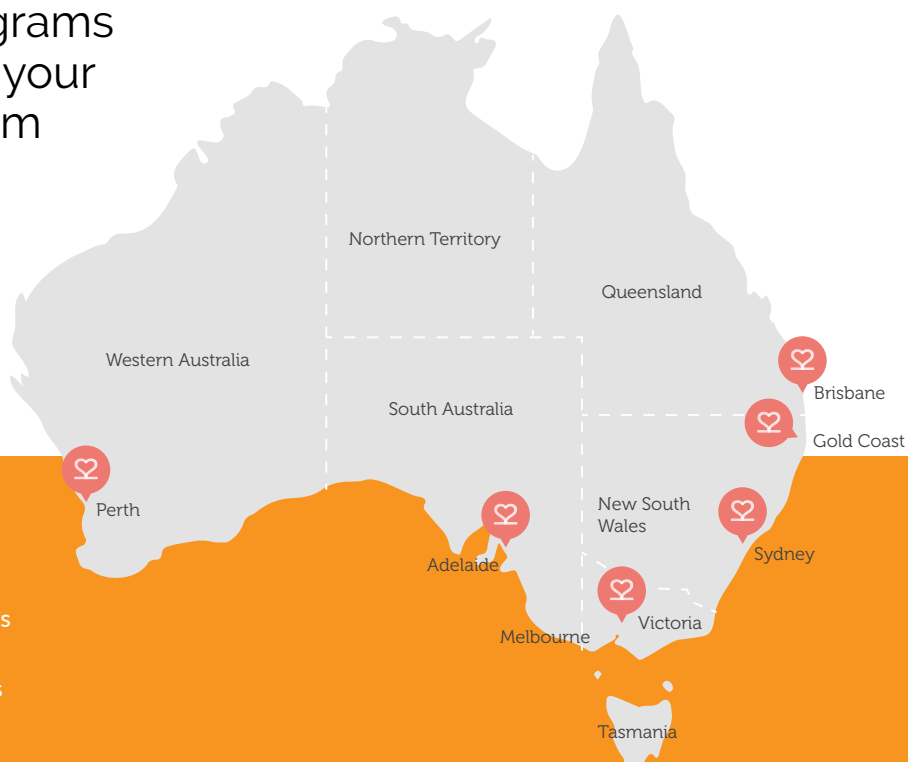 grams
your
m
Northern Territory
Queensland
Western Australia
South Australia
Brisbane
Gold Coast
New South
Wales
Perth
Sydney
Adelaide
Victoria
Melbourne
s
s
Tasmania